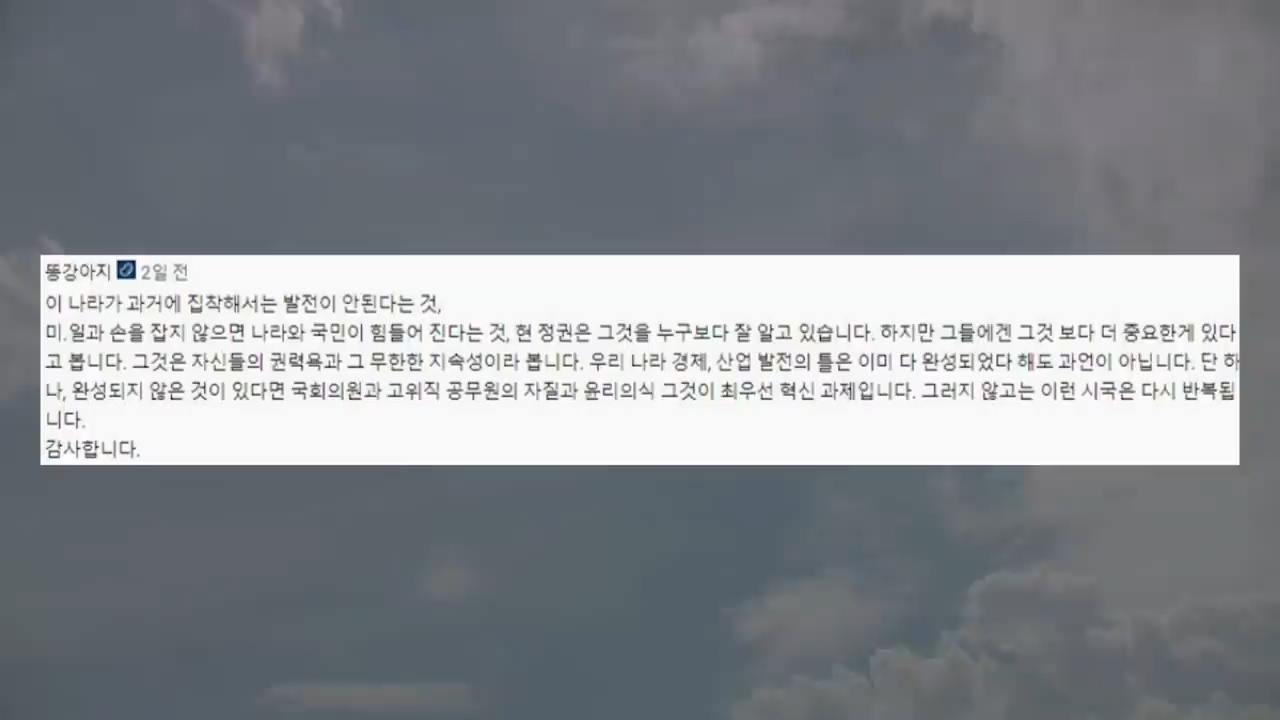 똥강아지 2일 전
이 나라가 과거에 집착해서는 발전이 안된다는 것,
미.일과 손을 잡지 않으면 나라와 국민이 힘들어 진다는 것, 현 정권은 그것을 누구보다 잘 알고 있습니다. 하지만 그들에겐 그것 보다 더 중요한게 있다
고 봅니다. 그것은 자신들의 권력욕과 그 무한한 지속성이라 봅니다. 우리 나라 경제, 산업 발전의 틀은 이미 다 완성되었다 해도 과언이 아닙니다. 단 하
나, 완성되지 않은 것이 있다면 국회의원과 고위직 공무원의 자질과 윤리의식 그것이 최우선 혁신 과제입니다. 그러지 않고는 이런 시국은 다시 반복됩
니다.
감사합니다.